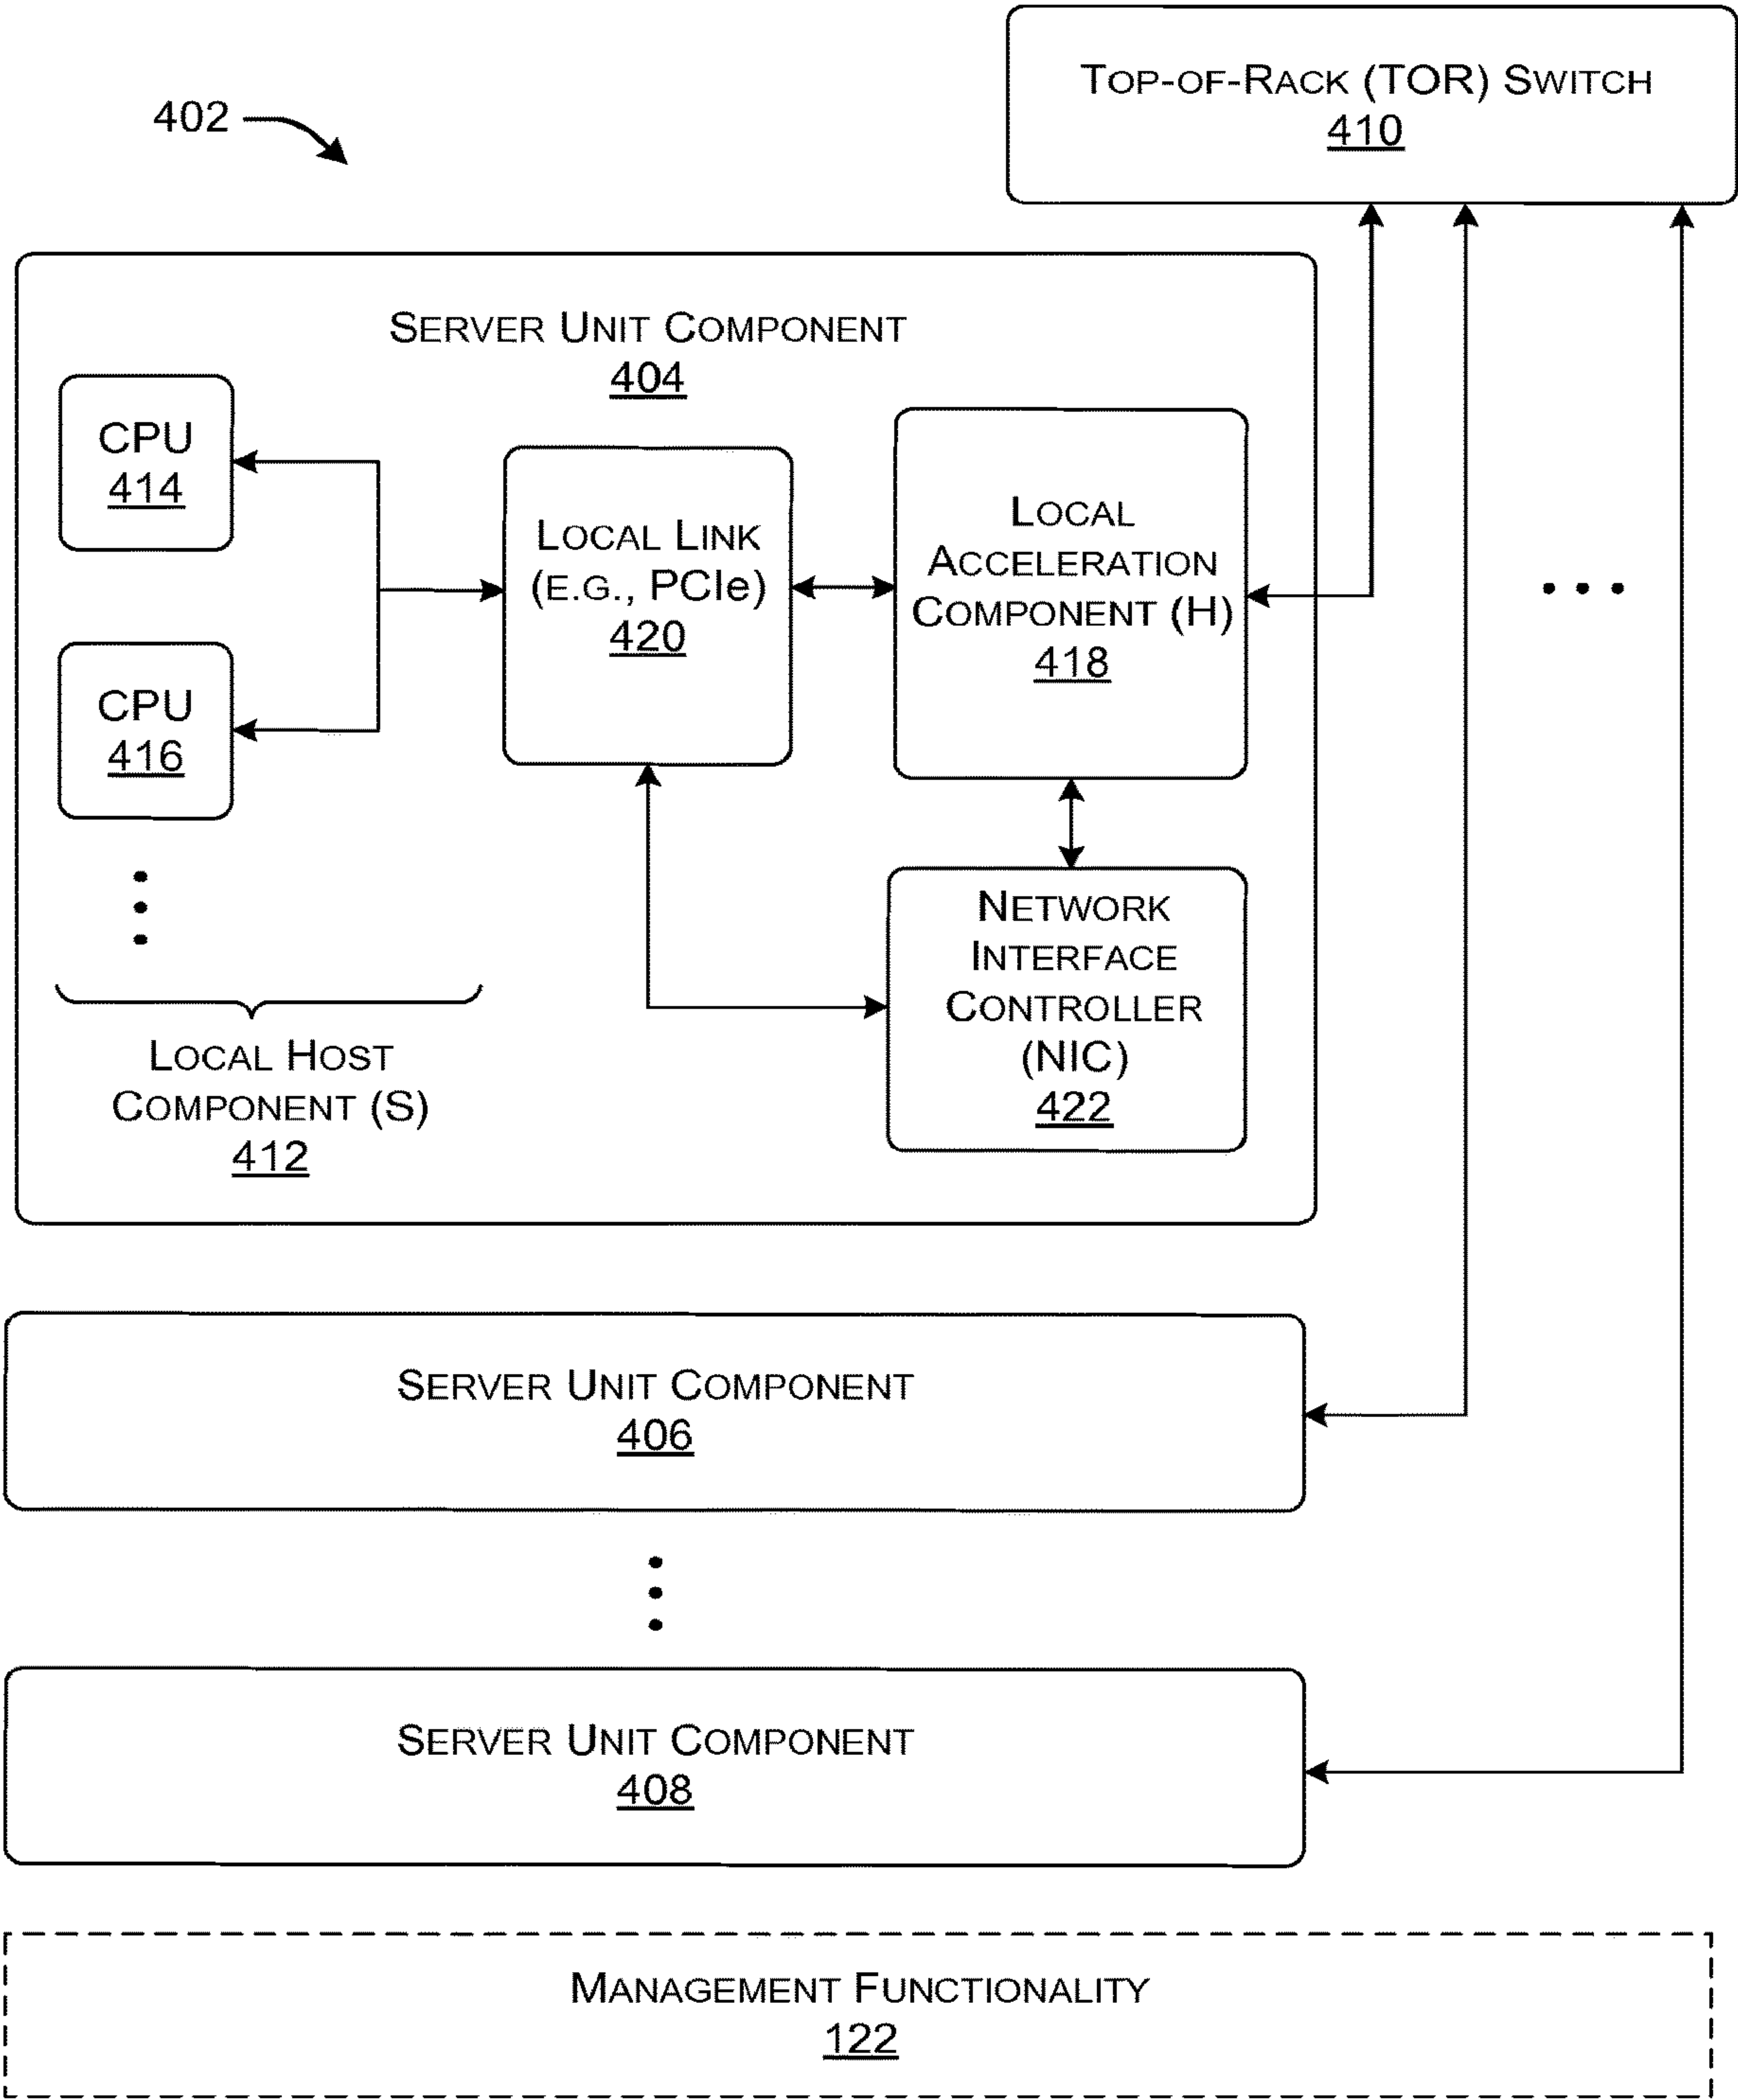 TOP-OF-RACK (TOR) SWITCH
410
402
SERVER UNIT COMPONENT
404
CPU
414
LOCAL LINK
(E.G., PCIe)
420
LOCAL
ACCELERATION
COMPONENT (H)
418
CPU
416
NETWORK
INTERFACE
CONTROLLER
(NIC)
422
LOCAL HOST
COMPONENT (S)
412
SERVER UNIT COMPONENT
406
SERVER UNIT COMPONENT
408
MANAGEMENT FUNCTIONALITY
122